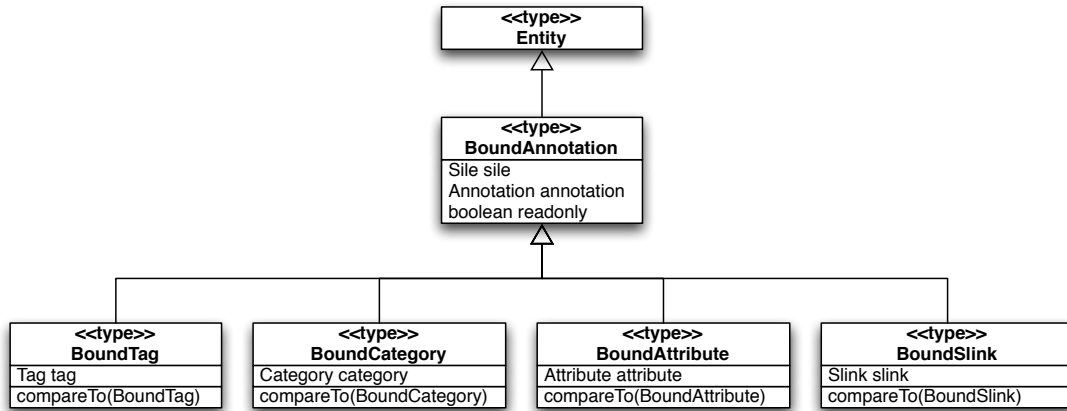 <<type>>
Entity
<<type>>
BoundAnnotation
Sile sile
Annotation annotation
boolean readonly
<<type>>
BoundTag
Tag tag
compareTo(BoundTag)
<<type>>
BoundCategory
Category category
compareTo(BoundCategory)
<<type>>
BoundAttribute
Attribute attribute
compareTo(BoundAttribute)
<<type>>
BoundSlink
Slink slink
compareTo(BoundSlink)